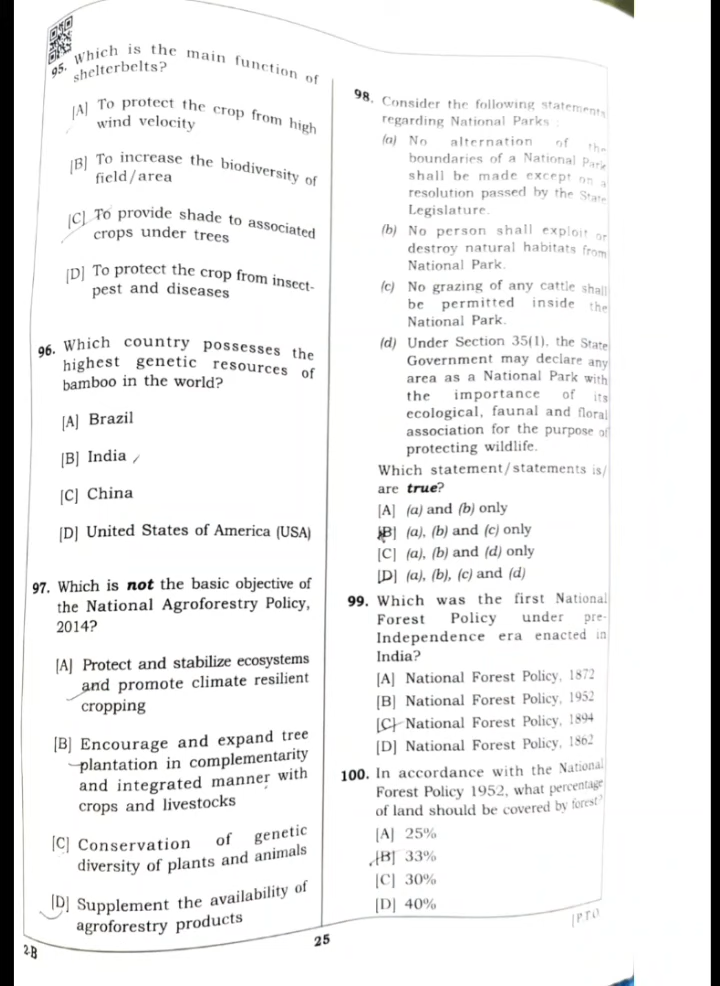 95. Which is the main function of
shelterbelts?
[A] To protect the crop from high
wind velocity
[B] To increase the biodiversity of
field/area
[C] To provide shade to associated
crops under trees
[D] To protect the crop from insect-
pest and diseases
96. Which country possesses the
highest genetic resources of
bamboo in the world?
[A] Brazil
[B] India
[C] China
[D] United States of America (USA)
97. Which is not the basic objective of
the National Agroforestry Policy,
2014?
[A] Protect and stabilize ecosystems
and promote climate resilient
cropping
[B] Encourage and expand tree
plantation in complementarity
and integrated manner with
crops and livestocks
[C] Conservation of genetic
diversity of plants and animals
[D] Supplement the availability of
agroforestry products
98. Consider the following statements
regarding National Parks :
(a) No alternation of the
boundaries of a National Park
shall be made except on a
resolution passed by the State
Legislature.
(b) No person shall exploit or
destroy natural habitats from
National Park.
(c) No grazing of any cattle shall
be permitted inside the
National Park.
(d) Under Section 35(1), the State
Government may declare any
area as a National Park with
the importance of its
ecological, faunal and floral
association for the purpose of
protecting wildlife.
Which statement/statements is/
are true?
[A] (a) and (b) only
[B] (a), (b) and (c) only
[C] (a), (b) and (d) only
[D] (a), (b), (c) and (d)
99. Which was the first National
Forest Policy under pre-
Independence era enacted in
India?
[A] National Forest Policy, 1872
[B] National Forest Policy, 1952
[C] National Forest Policy, 1894
[D] National Forest Policy, 1862
100. In accordance with the National
Forest Policy 1952, what percentage
of land should be covered by forest?
[A] 25%
[B] 33%
[C] 30%
[D] 40%
2-B
25
[PTO